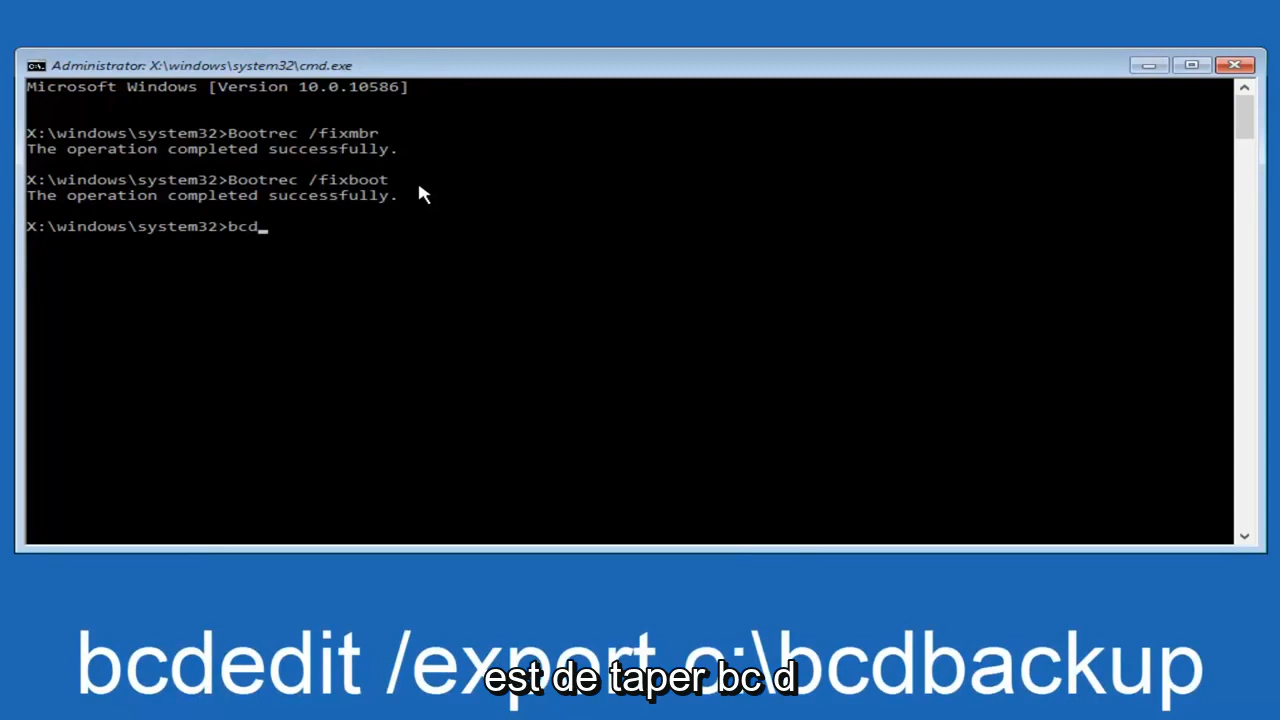 Administrator: X:\windows\system32\cmd.exe
Microsoft Windows [Version 10.0.10586]
X:\windows\system32>Bootrec /fixmbr
The operation completed successfully.
X:\windows\system32>Bootrec /fixboot
The operation completed successfully.
X:\windows\system32>bcd_
bcdedit /export c:\bcdbackup
est de taper bc d